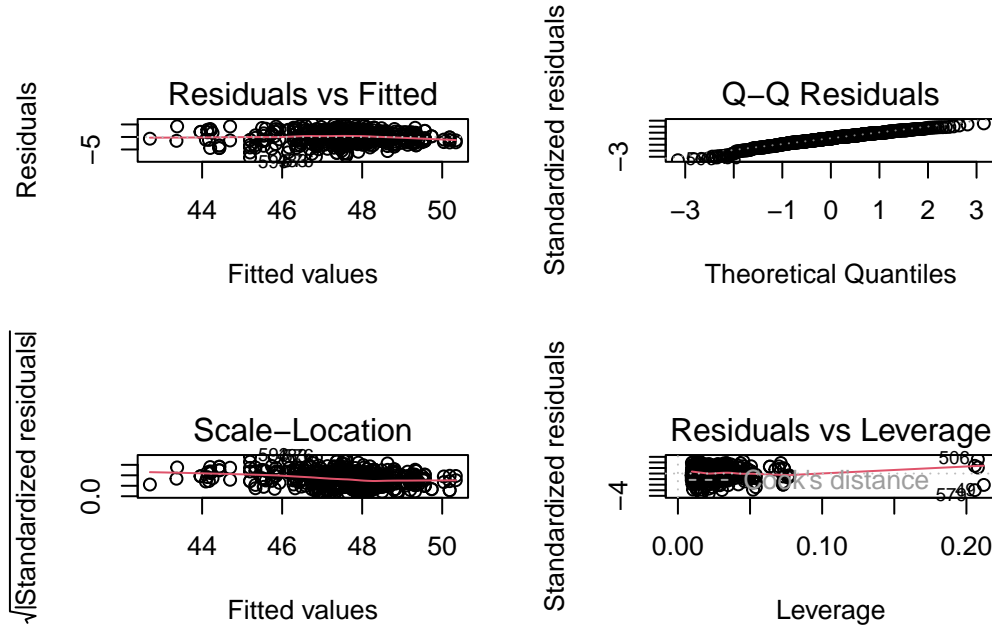 Residuals vs Fitted
Residuals
−5
44 46 48 50
Fitted values
Q−Q Residuals
Standardized residuals
−3
−3 −1 0 1 2 3
Theoretical Quantiles
Scale−Location
√|Standardized residuals|
0.0
44 46 48 50
Fitted values
Residuals vs Leverage
Standardized residuals
−4
Cook's distance
506
579
0.00 0.10 0.20
Leverage